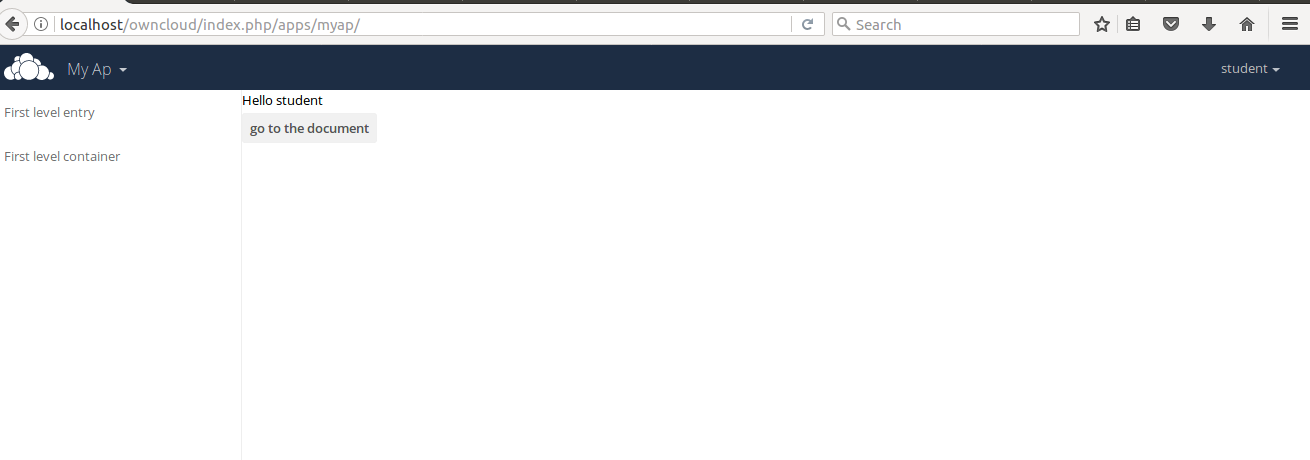 localhost/owncloud/index.php/apps/myap/
Search
My Ap
student
First level entry
First level container
Hello student
go to the document